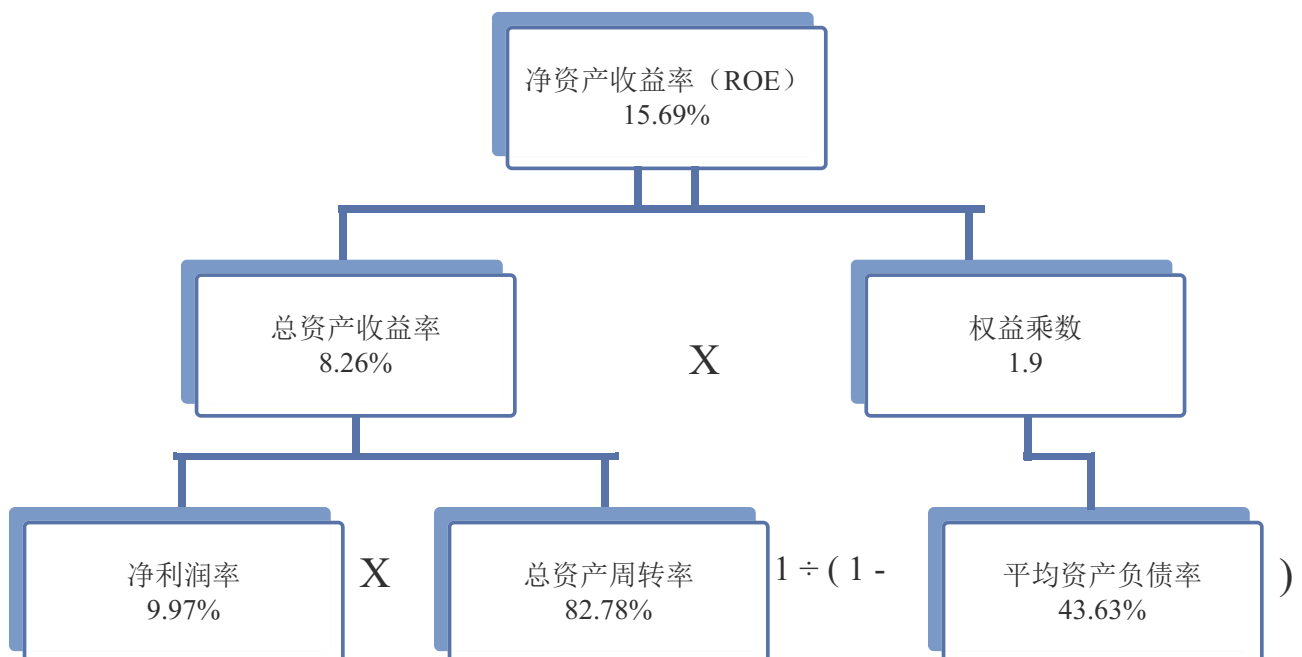 净资产收益率（ROE）
15.69%
总资产收益率
8.26%
X
权益乘数
1.9
净利润率
9.97%
X
总资产周转率
82.78%
1 ÷ ( 1 -
平均资产负债率
43.63%
)